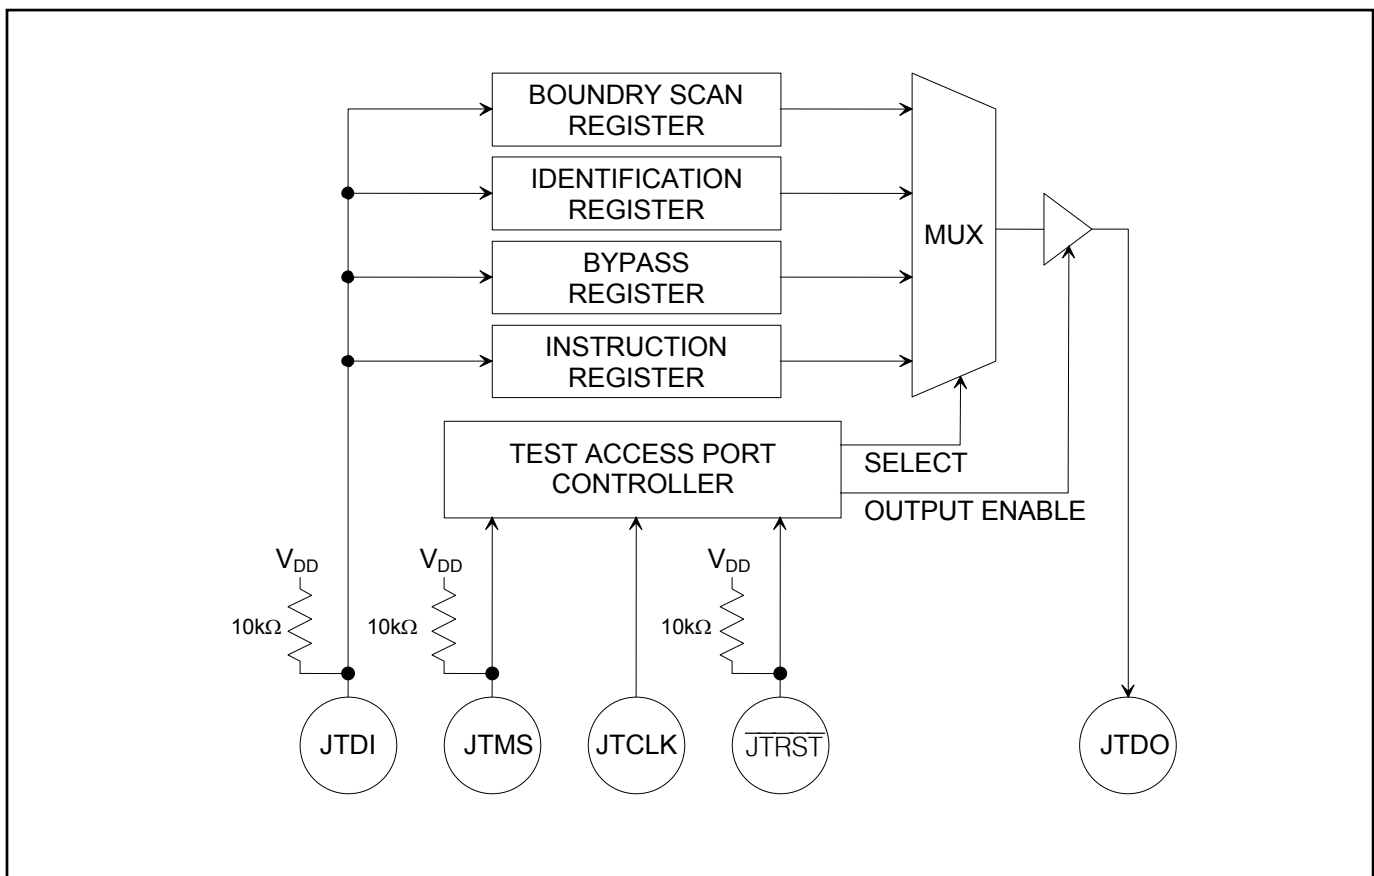 BOUNDRY SCAN
REGISTER
IDENTIFICATION
REGISTER
BYPASS
REGISTER
INSTRUCTION
REGISTER
MUX
TEST ACCESS PORT
CONTROLLER
SELECT
OUTPUT ENABLE
VDD
10kΩ
VDD
10kΩ
VDD
10kΩ
JTDI
JTMS
JTCLK
J̅T̅R̅S̅T̅
JTDO